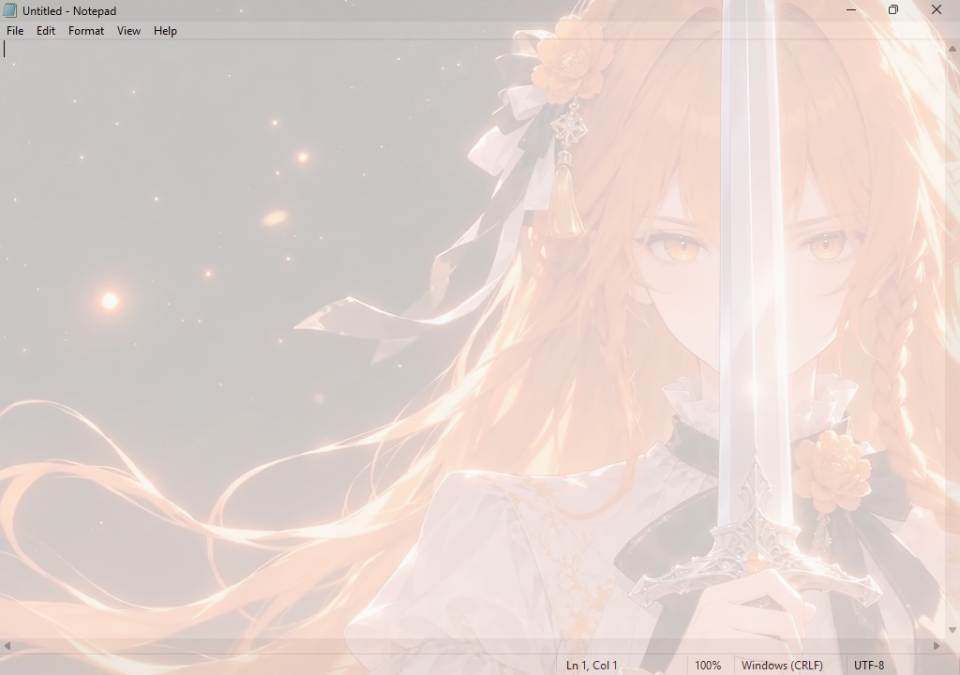 Untitled - Notepad
File Edit Format View Help
Ln 1, Col 1 100% Windows (CRLF) UTF-8